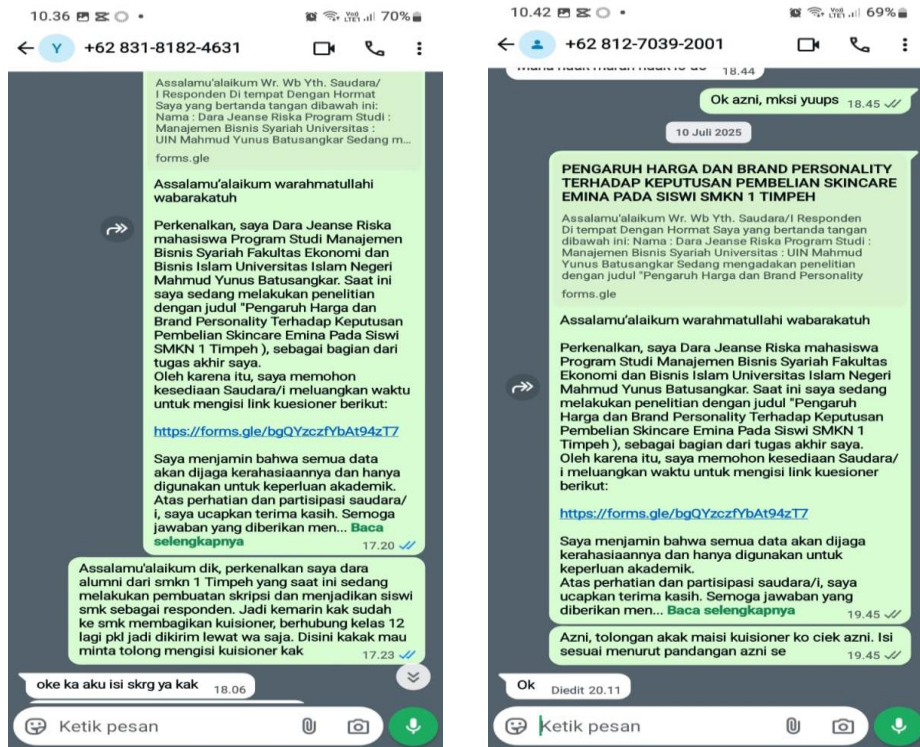 10.36
70%
Y +62 831-8182-4631
Assalamu'alaikum Wr. Wb Yth. Saudara/
I Responden Di tempat Dengan Hormat
Saya yang bertanda tangan dibawah ini:
Nama : Dara Jeanse Riska Program Studi :
Manajemen Bisnis Syariah Universitas :
UIN Mahmud Yunus Batusangkar Sedang m...
forms.gle
Assalamu'alaikum warahmatullahi
wabarakatuh
Perkenalkan, saya Dara Jeanse Riska
mahasiswa Program Studi Manajemen
Bisnis Syariah Fakultas Ekonomi dan
Bisnis Islam Universitas Islam Negeri
Mahmud Yunus Batusangkar. Saat ini
saya sedang melakukan penelitian
dengan judul "Pengaruh Harga dan
Brand Personality Terhadap Keputusan
Pembelian Skincare Emina Pada Siswi
SMKN 1 Timpeh ), sebagai bagian dari
tugas akhir saya.
Oleh karena itu, saya memohon
kesediaan Saudara/i meluangkan waktu
untuk mengisi link kuesioner berikut:
https://forms.gle/bgQYzczfYbAt94zT7
Saya menjamin bahwa semua data
akan dijaga kerahasiaannya dan hanya
digunakan untuk keperluan akademik.
Atas perhatian dan partisipasi saudara/
i, saya ucapkan terima kasih. Semoga
jawaban yang diberikan men... Baca
selengkapnya
17.20
Assalamu'alaikum dik, perkenalkan saya dara
alumni dari smkn 1 Timpeh yang saat ini sedang
melakukan pembuatan skripsi dan menjadikan siswi
smk sebagai responden. Jadi kemarin kak sudah
ke smk membagikan kuisioner, berhubung kelas 12
lagi pkl jadi dikirim lewat wa saja. Disini kakak mau
minta tolong mengisi kuisioner kak
17.23
oke ka aku isi skrg ya kak 18.06
Ketik pesan
10.42
69%
+62 812-7039-2001
18.44
Ok azni, mksi yuups 18.45
10 Juli 2025
PENGARUH HARGA DAN BRAND PERSONALITY
TERHADAP KEPUTUSAN PEMBELIAN SKINCARE
EMINA PADA SISWI SMKN 1 TIMPEH
Assalamu'alaikum Wr. Wb Yth. Saudara/I Responden
Di tempat Dengan Hormat Saya yang bertanda tangan
dibawah ini: Nama : Dara Jeanse Riska Program Studi :
Manajemen Bisnis Syariah Universitas : UIN Mahmud
Yunus Batusangkar Sedang mengadakan penelitian
dengan judul "Pengaruh Harga dan Brand Personality
forms.gle
Assalamu'alaikum warahmatullahi wabarakatuh
Perkenalkan, saya Dara Jeanse Riska mahasiswa
Program Studi Manajemen Bisnis Syariah Fakultas
Ekonomi dan Bisnis Islam Universitas Islam Negeri
Mahmud Yunus Batusangkar. Saat ini saya sedang
melakukan penelitian dengan judul "Pengaruh
Harga dan Brand Personality Terhadap Keputusan
Pembelian Skincare Emina Pada Siswi SMKN 1
Timpeh ), sebagai bagian dari tugas akhir saya.
Oleh karena itu, saya memohon kesediaan Saudara/
i meluangkan waktu untuk mengisi link kuesioner
berikut:
https://forms.gle/bgQYzczfYbAt94zT7
Saya menjamin bahwa semua data akan dijaga
kerahasiaannya dan hanya digunakan untuk
keperluan akademik.
Atas perhatian dan partisipasi saudara/i, saya
ucapkan terima kasih. Semoga jawaban yang
diberikan men... Baca selengkapnya
19.45
Azni, tolongan akak maisi kuisioner ko ciek azni. Isi
sesuai menurut pandangan azni se
19.45
Ok Diedit 20.11
Ketik pesan